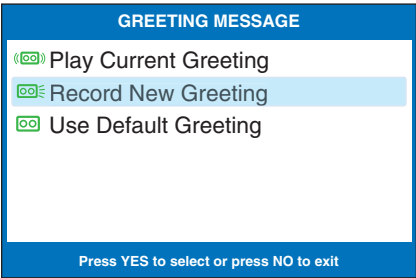 GREETING MESSAGE
Play Current Greeting
Record New Greeting
Use Default Greeting
Press YES to select or press NO to exit